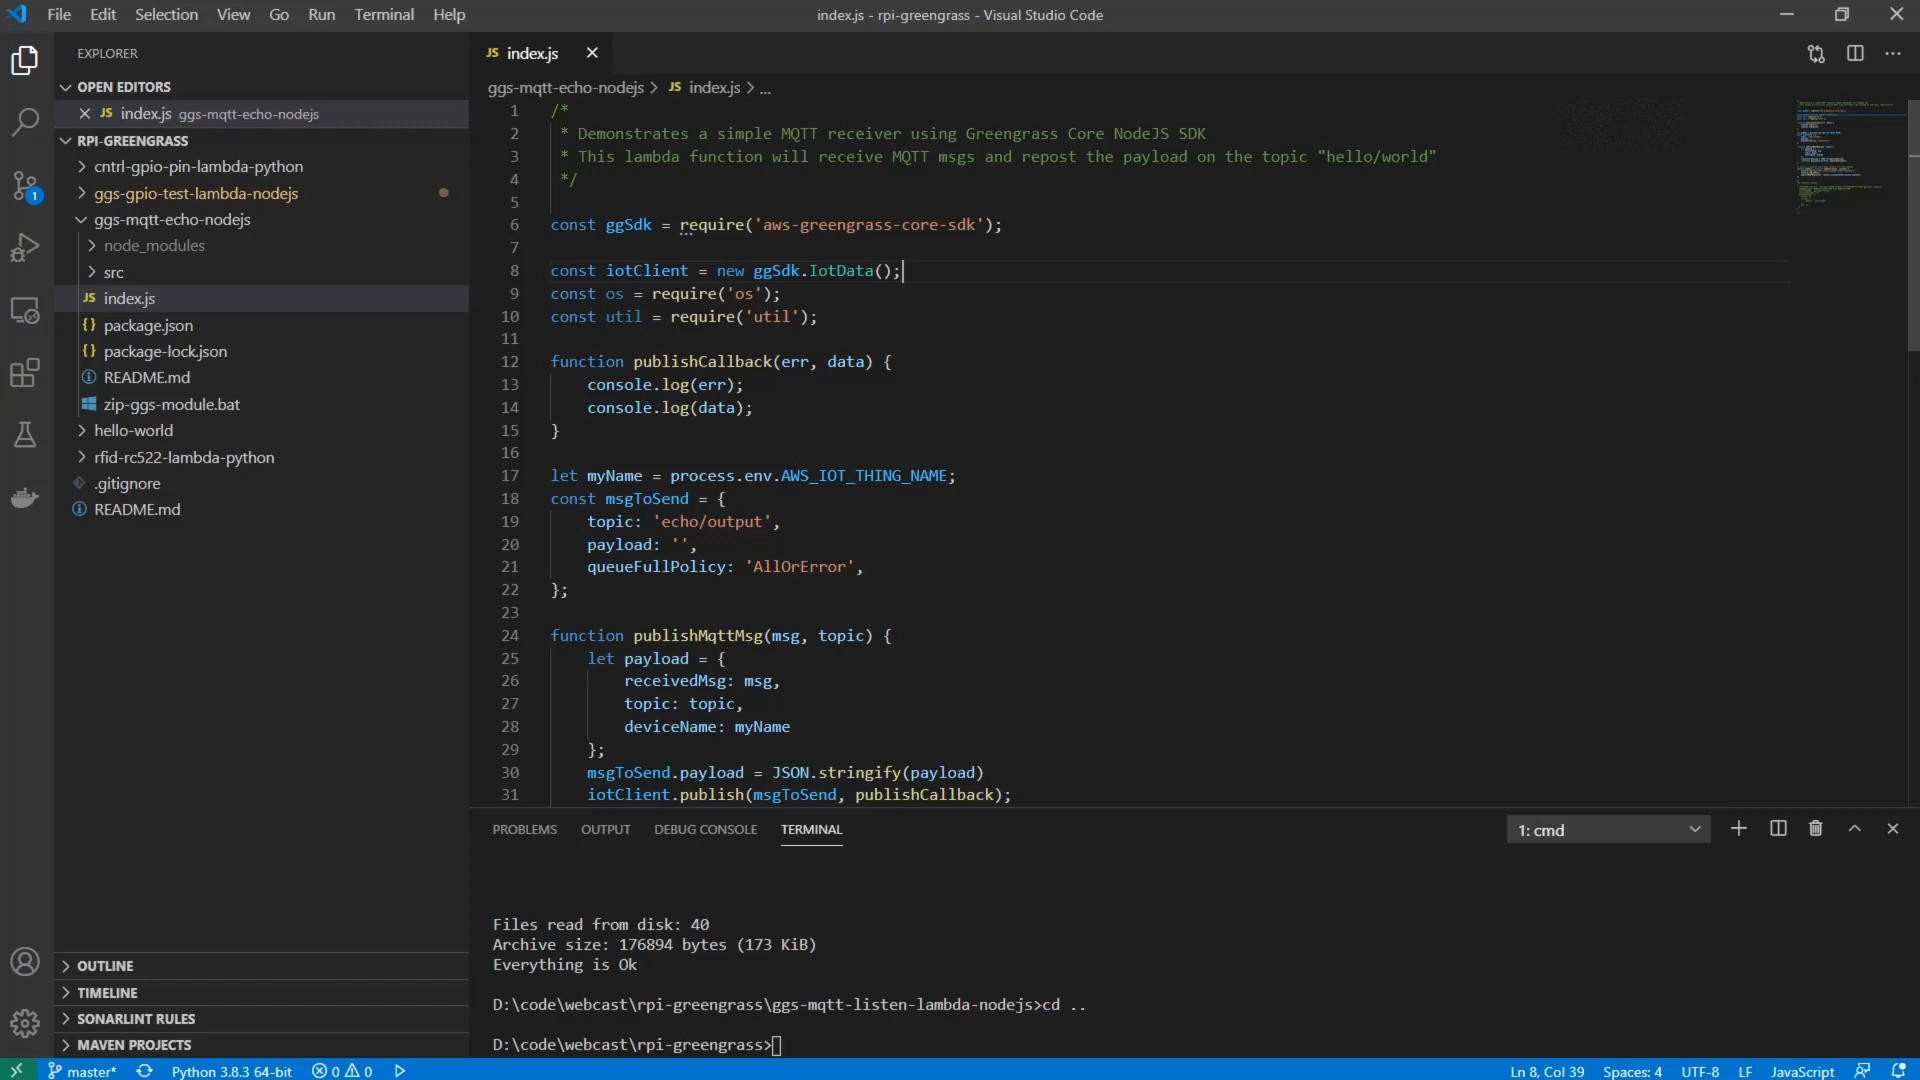 File Edit Selection View Go Run Terminal Help
index.js - rpi-greengrass - Visual Studio Code
EXPLORER
OPEN EDITORS
JS index.js ggs-mqtt-echo-nodejs
RPI-GREENGRASS
cntrl-gpio-pin-lambda-python
ggs-gpio-test-lambda-nodejs
ggs-mqtt-echo-nodejs
node_modules
src
JS index.js
{} package.json
{} package-lock.json
README.md
zip-ggs-module.bat
hello-world
rfid-rc522-lambda-python
.gitignore
README.md
OUTLINE
TIMELINE
SONARLINT RULES
MAVEN PROJECTS
1
JS index.js
ggs-mqtt-echo-nodejs > JS index.js > ...
1 /*
2 * Demonstrates a simple MQTT receiver using Greengrass Core NodeJS SDK
3 * This lambda function will receive MQTT msgs and repost the payload on the topic "hello/world"
4 */
5
6 const ggSdk = require('aws-greengrass-core-sdk');
7
8 const iotClient = new ggSdk.IotData();
9 const os = require('os');
10 const util = require('util');
11
12 function publishCallback(err, data) {
13 console.log(err);
14 console.log(data);
15 }
16
17 let myName = process.env.AWS_IOT_THING_NAME;
18 const msgToSend = {
19 topic: 'echo/output',
20 payload: '',
21 queueFullPolicy: 'AllOrError',
22 };
23
24 function publishMqttMsg(msg, topic) {
25 let payload = {
26 receivedMsg: msg,
27 topic: topic,
28 deviceName: myName
29 };
30 msgToSend.payload = JSON.stringify(payload)
31 iotClient.publish(msgToSend, publishCallback);
PROBLEMS OUTPUT DEBUG CONSOLE TERMINAL
1: cmd
Files read from disk: 40
Archive size: 176894 bytes (173 KiB)
Everything is Ok
D:\code\webcast\rpi-greengrass\ggs-mqtt-listen-lambda-nodejs>cd ..
D:\code\webcast\rpi-greengrass>
master* Python 3.8.3 64-bit 0 0
Ln 8, Col 39 Spaces: 4 UTF-8 LF JavaScript